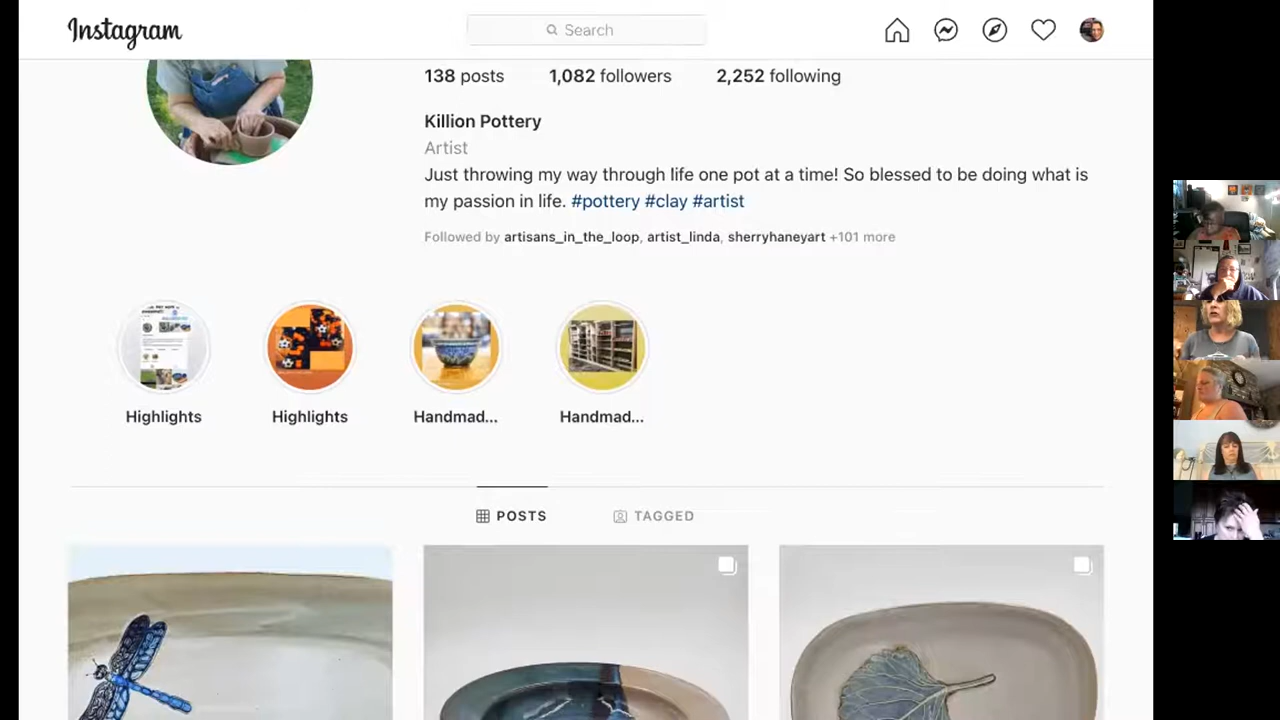 Instagram
Search
138 posts 1,082 followers 2,252 following
Killion Pottery
Artist
Just throwing my way through life one pot at a time! So blessed to be doing what is
my passion in life. #pottery #clay #artist
Followed by artisans_in_the_loop, artist_linda, sherryhaneyart +101 more
Highlights Highlights Handmad... Handmad...
POSTS TAGGED